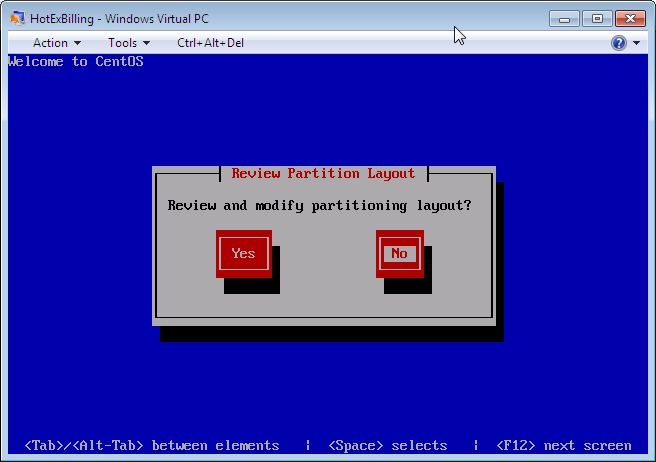 HotExBilling - Windows Virtual PC
Action Tools Ctrl+Alt+Del
Welcome to CentOS
Review Partition Layout
Review and modify partitioning layout?
Yes No
<Tab>/<Alt-Tab> between elements | <Space> selects | <F12> next screen